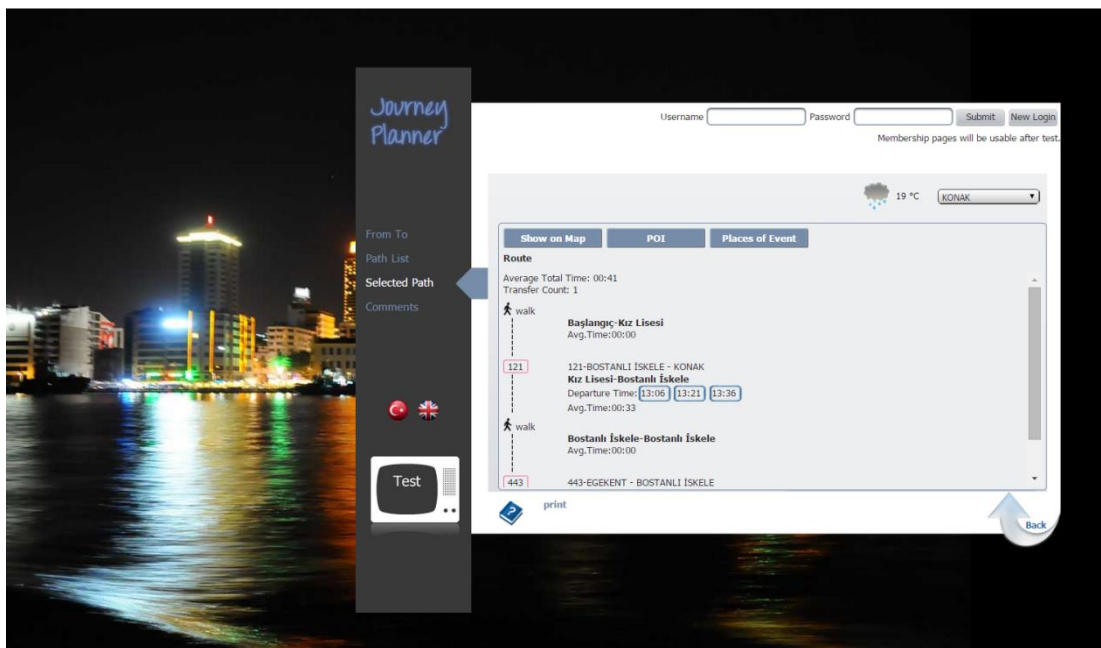 Journey
Planner
Username Password Submit New Login
Membership pages will be usable after test.
19 °C KONAK
From To
Path List
Selected Path
Comments
Test
Show on Map POI Places of Event
Route
Average Total Time: 00:41
Transfer Count: 1
walk
Başlangıç-Kız Lisesi
Avg.Time:00:00
121 121-BOSTANLI İSKELE - KONAK
Kız Lisesi-Bostanlı İskele
Departure Time: 13:06 13:21 13:36
Avg.Time:00:33
walk
Bostanlı İskele-Bostanlı İskele
Avg.Time:00:00
443 443-EGEKENT - BOSTANLI İSKELE
? print
Back